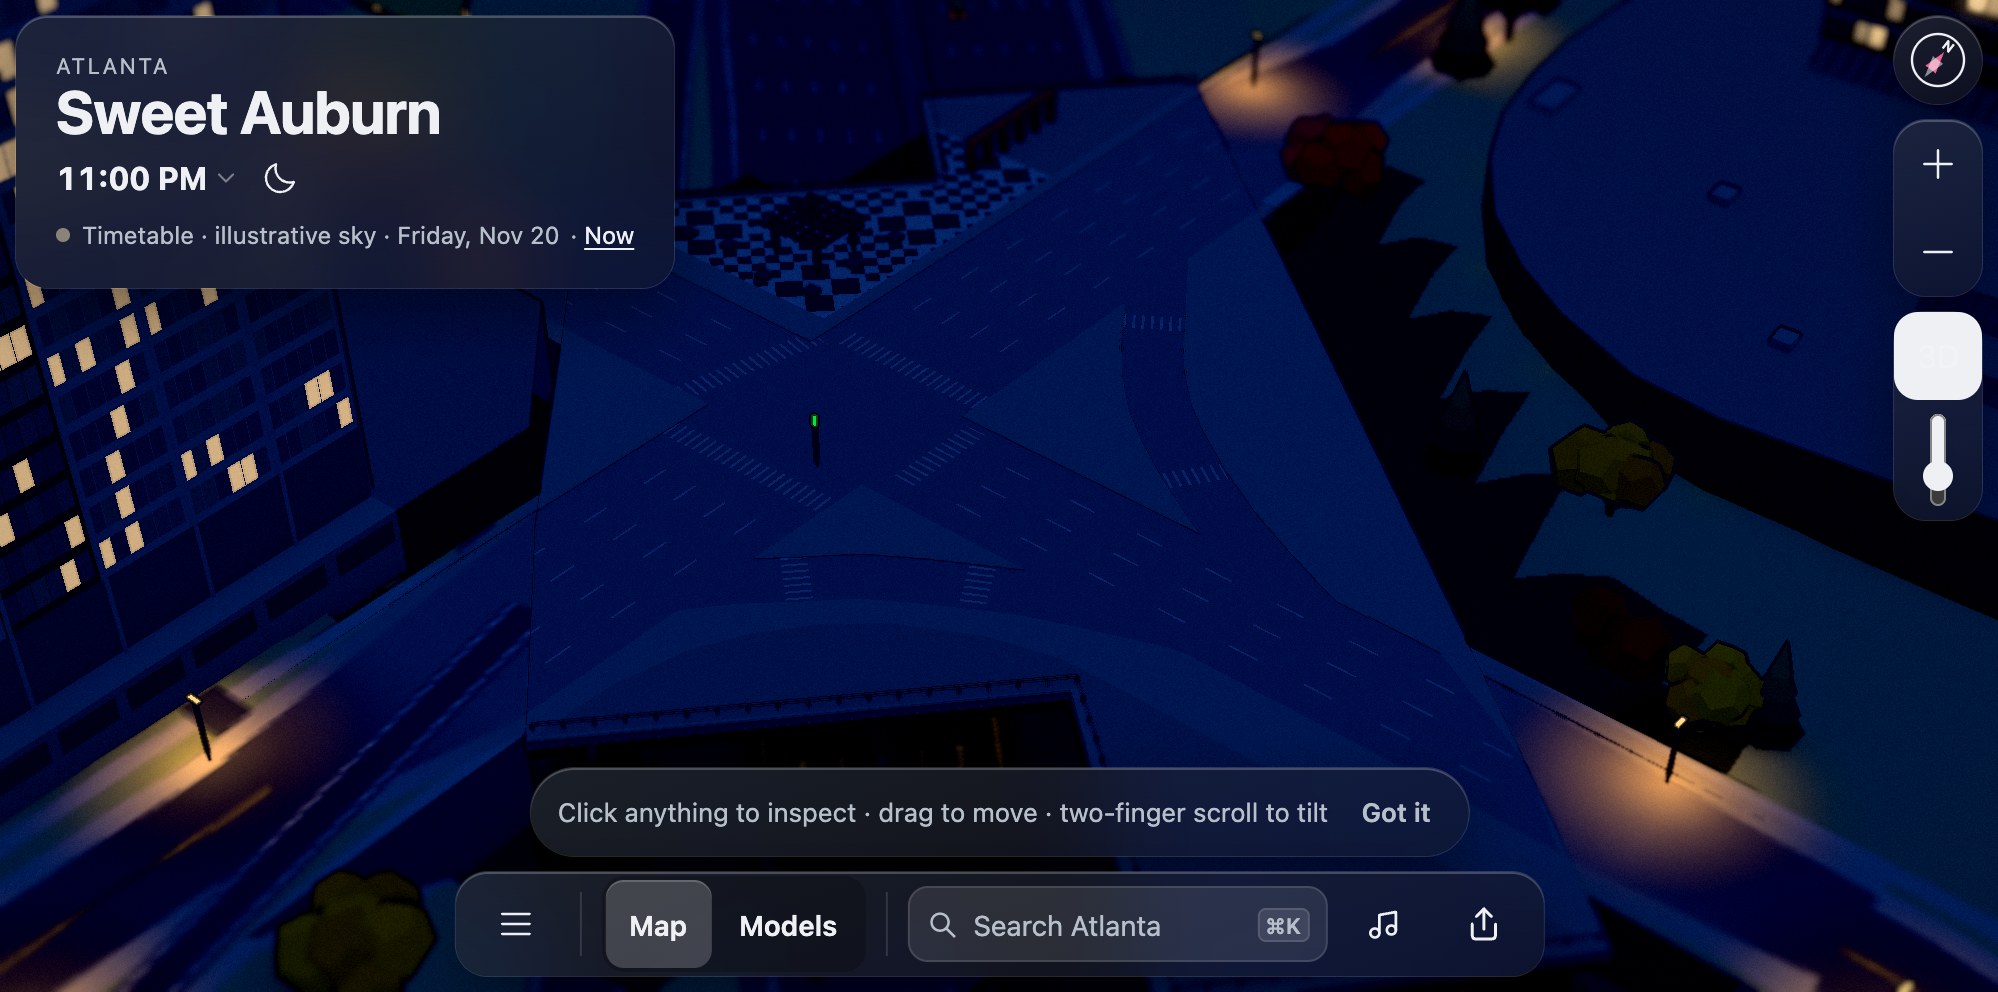 ATLANTA
Sweet Auburn
11:00 PM
Timetable · illustrative sky · Friday, Nov 20 · Now
N
3D
Click anything to inspect · drag to move · two-finger scroll to tilt Got it
Map Models Search Atlanta ⌘K